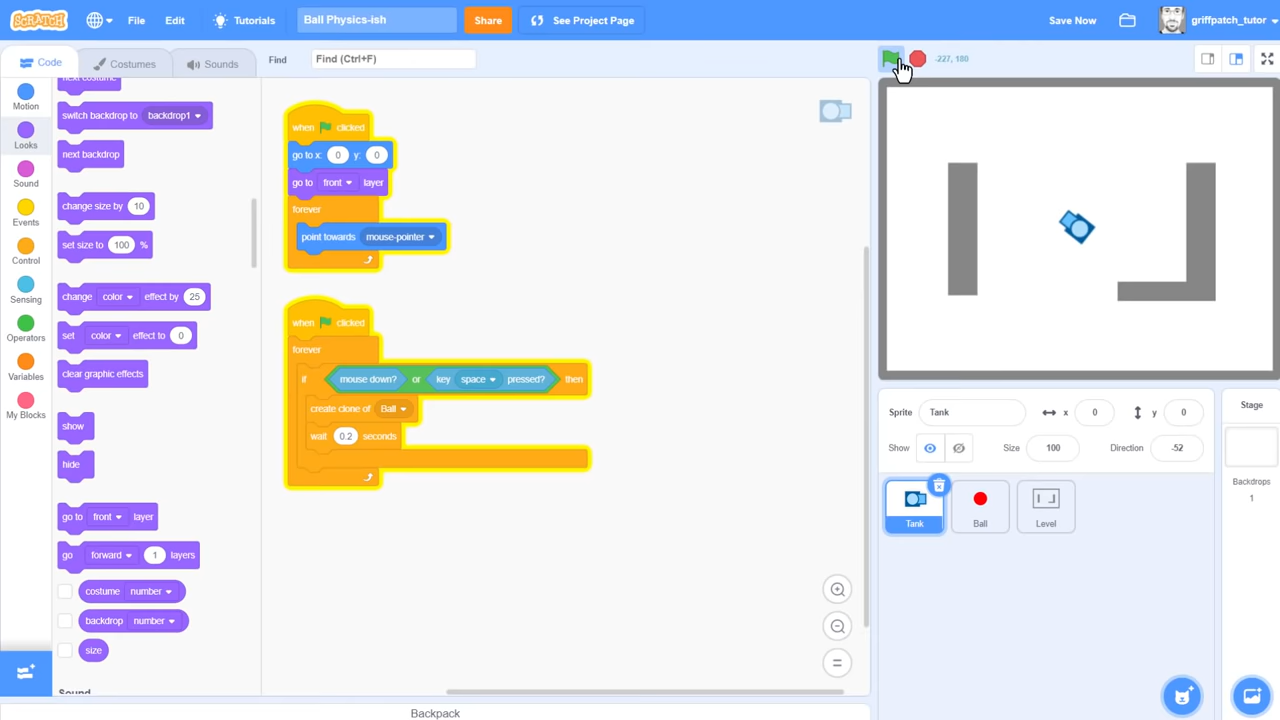 SCRATCH File Edit Tutorials Ball Physics-ish Share See Project Page Save Now griffpatch_tutor
Code Costumes Sounds Find Find (Ctrl+F) -227, 180
Motion
Looks
Sound
Events
Control
Sensing
Operators
Variables
My Blocks
next costume
switch backdrop to backdrop1
next backdrop
change size by 10
set size to 100 %
change color effect by 25
set color effect to 0
clear graphic effects
show
hide
go to front layer
go forward 1 layers
costume number
backdrop number
size
Sound
when clicked
go to x: 0 y: 0
go to front layer
forever
point towards mouse-pointer
when clicked
forever
if mouse down? or key space pressed? then
create clone of Ball
wait 0.2 seconds
Sprite Tank x 0 y 0
Show Size 100 Direction -52
Tank Ball Level
Stage
Backdrops
1
Backpack